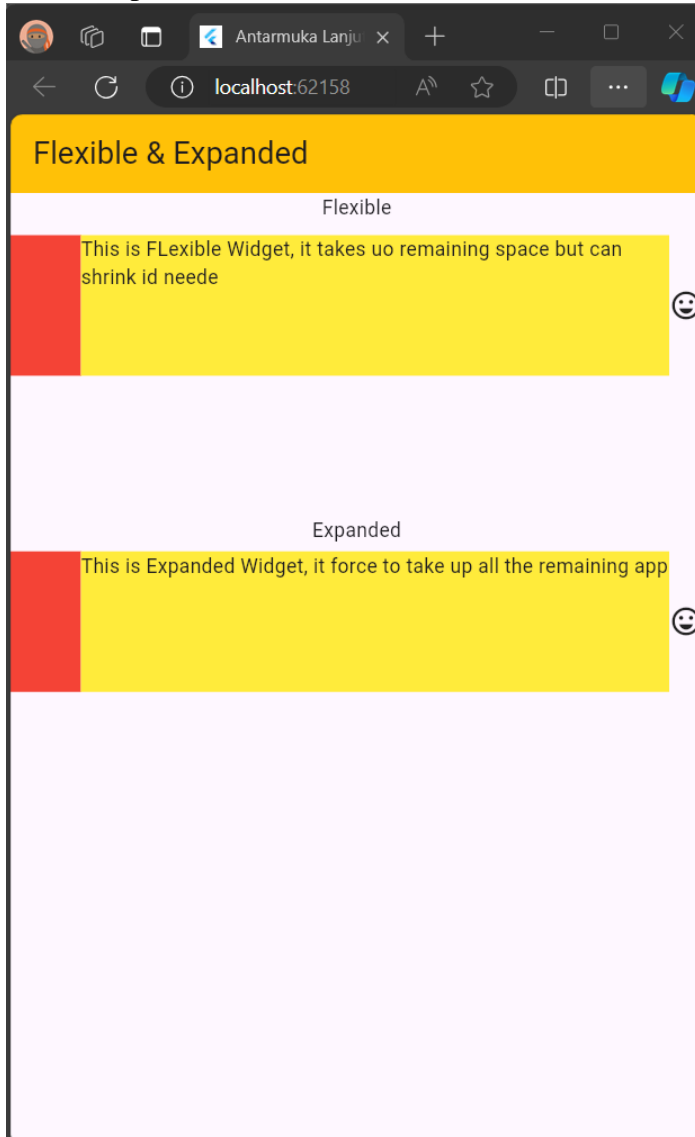 Antarmuka Lanju
localhost:62158
Flexible & Expanded
Flexible
This is FLexible Widget, it takes uo remaining space but can
shrink id neede
Expanded
This is Expanded Widget, it force to take up all the remaining app